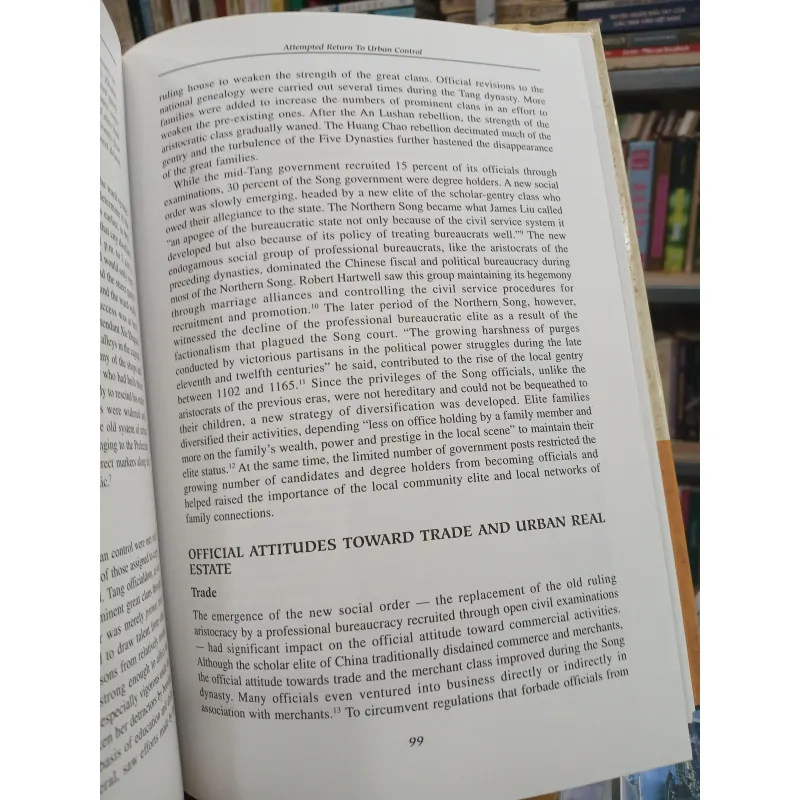 Attempted Return To Urban Control
ruling house to weaken the strength of the great clans. Official revisions to the
national genealogy were carried out several times during the Tang dynasty. More
families were added to increase the numbers of prominent clans in an effort to
weaken the pre-existing ones. After the An Lushan rebellion, the strength of the
aristocratic class gradually waned. The Huang Chao rebellion decimated much of the
gentry and the turbulence of the Five Dynasties further hastened the disappearance
of the great families.
While the mid-Tang government recruited 15 percent of its officials through
examinations, 30 percent of the Song government were degree holders. A new social
order was slowly emerging, headed by a new elite of the scholar-gentry class who
owed their allegiance to the state. The Northern Song became what James Liu called
“an apogee of the bureaucratic state not only because of the civil service system it
developed but also because of its policy of treating bureaucrats well.”⁹ The new
endogamous social group of professional bureaucrats, like the aristocrats of the
preceding dynasties, dominated the Chinese fiscal and political bureaucracy during
most of the Northern Song. Robert Hartwell saw this group maintaining its hegemony
through marriage alliances and controlling the civil service procedures for
recruitment and promotion.¹⁰ The later period of the Northern Song, however,
witnessed the decline of the professional bureaucratic elite as a result of the
factionalism that plagued the Song court. “The growing harshness of purges
conducted by victorious partisans in the political power struggles during the late
eleventh and twelfth centuries” he said, contributed to the rise of the local gentry
between 1102 and 1165.¹¹ Since the privileges of the Song officials, unlike the
aristocrats of the previous eras, were not hereditary and could not be bequeathed to
their children, a new strategy of diversification was developed. Elite families
diversified their activities, depending “less on office holding by a family member and
more on the family’s wealth, power and prestige in the local scene” to maintain their
elite status.¹² At the same time, the limited number of government posts restricted the
growing number of candidates and degree holders from becoming officials and
helped raised the importance of the local community elite and local networks of
family connections.
OFFICIAL ATTITUDES TOWARD TRADE AND URBAN REAL
ESTATE
Trade
The emergence of the new social order — the replacement of the old ruling
aristocracy by a professional bureaucracy recruited through open civil examinations
— had significant impact on the official attitude toward commercial activities.
Although the scholar elite of China traditionally disdained commerce and merchants,
the official attitude towards trade and the merchant class improved during the Song
dynasty. Many officials even ventured into business directly or indirectly in
association with merchants.¹³ To circumvent regulations that forbade officials from
99